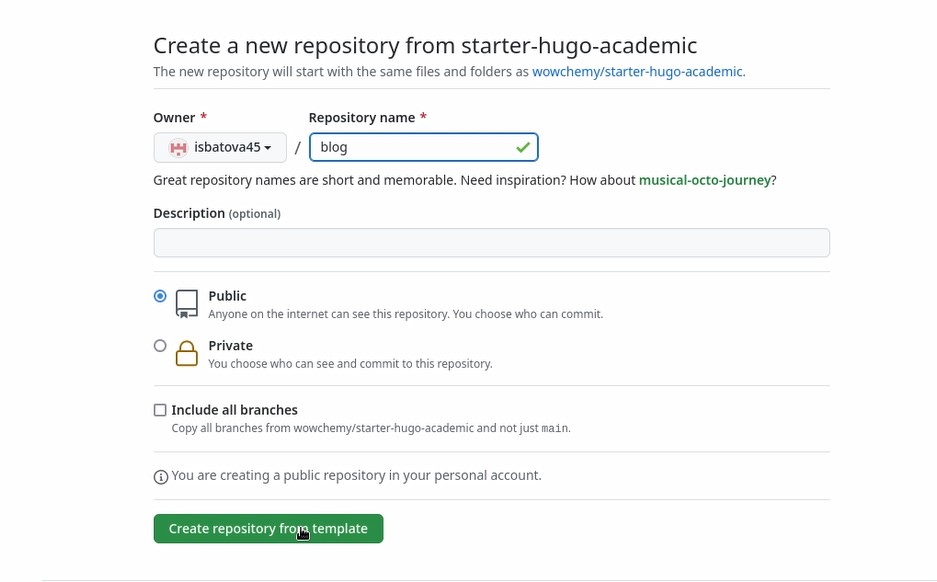 Create a new repository from starter-hugo-academic
The new repository will start with the same files and folders as wowchemy/starter-hugo-academic.
Owner * Repository name *
isbatova45 / blog
Great repository names are short and memorable. Need inspiration? How about musical-octo-journey?
Description (optional)
Public
Anyone on the internet can see this repository. You choose who can commit.
Private
You choose who can see and commit to this repository.
Include all branches
Copy all branches from wowchemy/starter-hugo-academic and not just main.
You are creating a public repository in your personal account.
Create repository from template